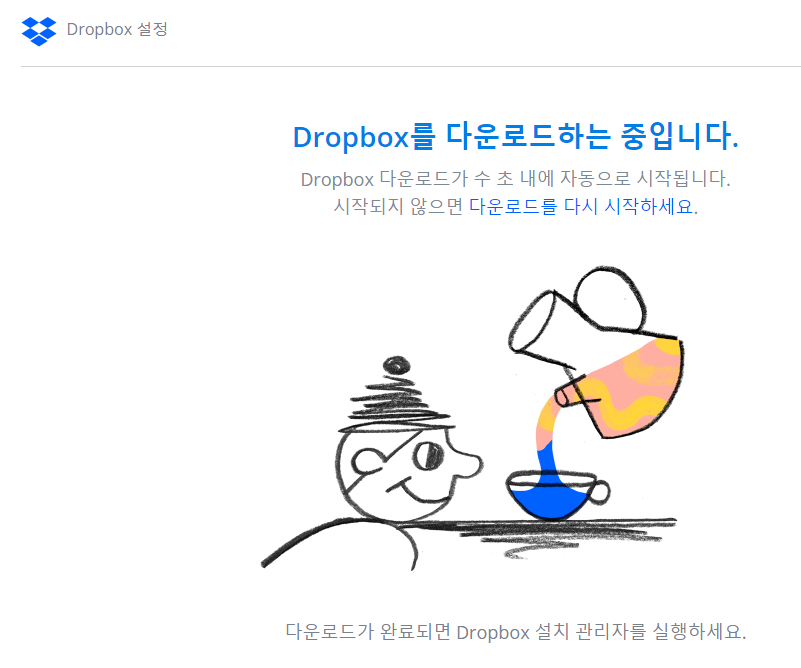 Dropbox 설정
Dropbox를 다운로드하는 중입니다.
Dropbox 다운로드가 수 초 내에 자동으로 시작됩니다.
시작되지 않으면 다운로드를 다시 시작하세요.
다운로드가 완료되면 Dropbox 설치 관리자를 실행하세요.